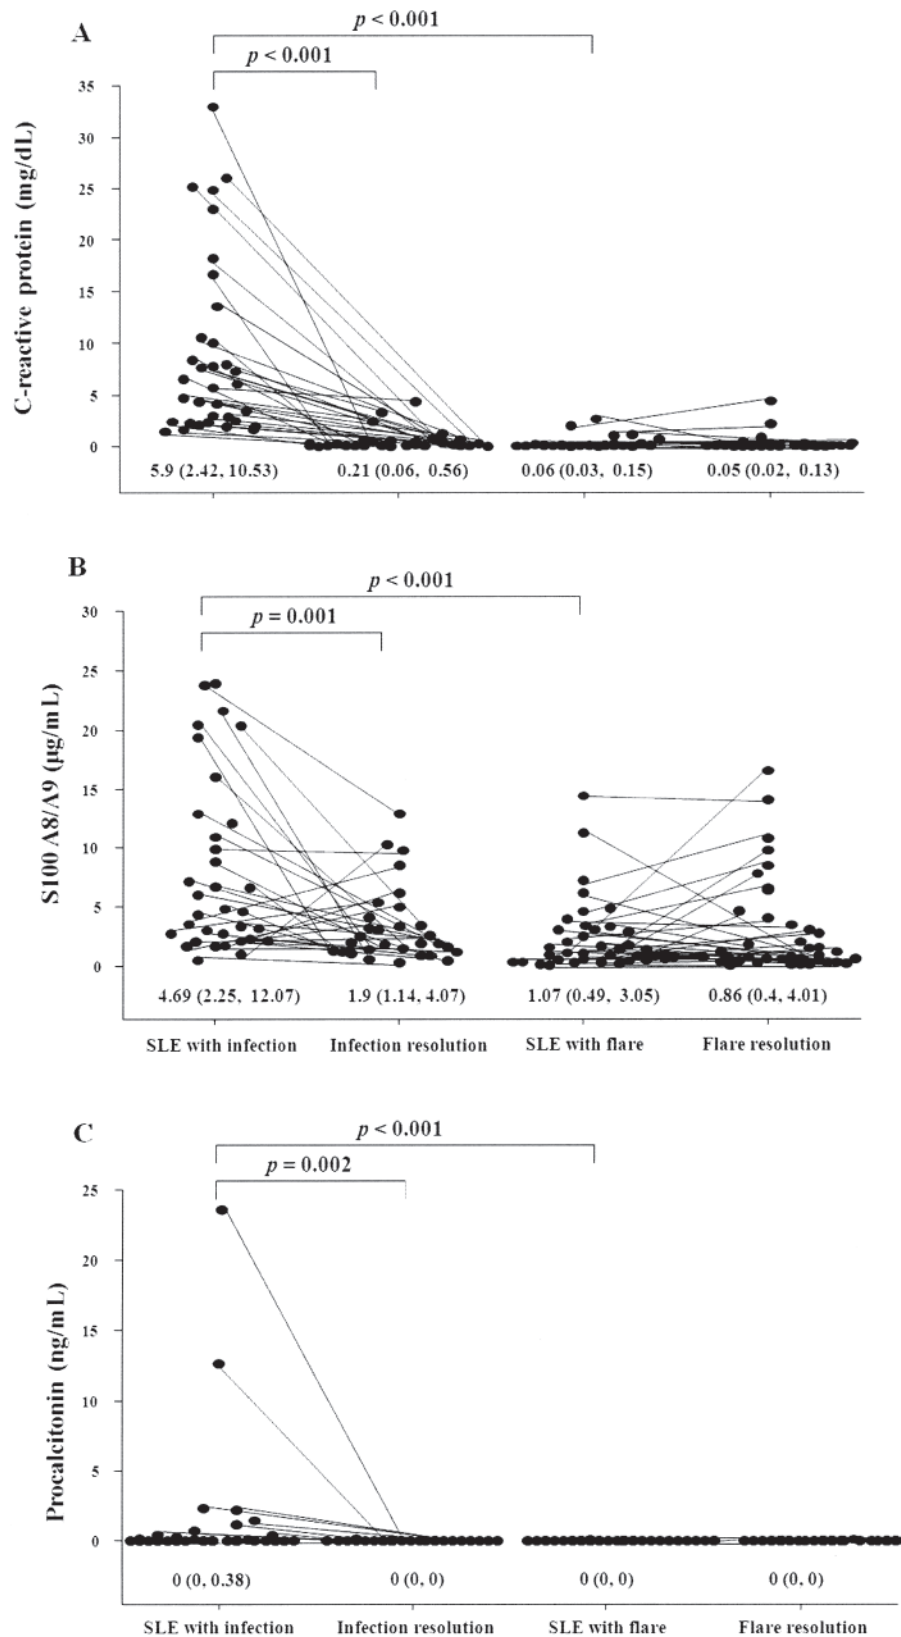 A
p < 0.001
p < 0.001
C-reactive protein (mg/dL)
35
30
25
20
15
10
5
0
5.9 (2.42, 10.53) 0.21 (0.06, 0.56) 0.06 (0.03, 0.15) 0.05 (0.02, 0.13)
B
p < 0.001
p = 0.001
S100 A8/A9 (µg/mL)
30
25
20
15
10
5
0
4.69 (2.25, 12.07) 1.9 (1.14, 4.07) 1.07 (0.49, 3.05) 0.86 (0.4, 4.01)
SLE with infection Infection resolution SLE with flare Flare resolution
C
p < 0.001
p = 0.002
Procalcitonin (ng/mL)
25
20
15
10
5
0
0 (0, 0.38) 0 (0, 0) 0 (0, 0) 0 (0, 0)
SLE with infection Infection resolution SLE with flare Flare resolution